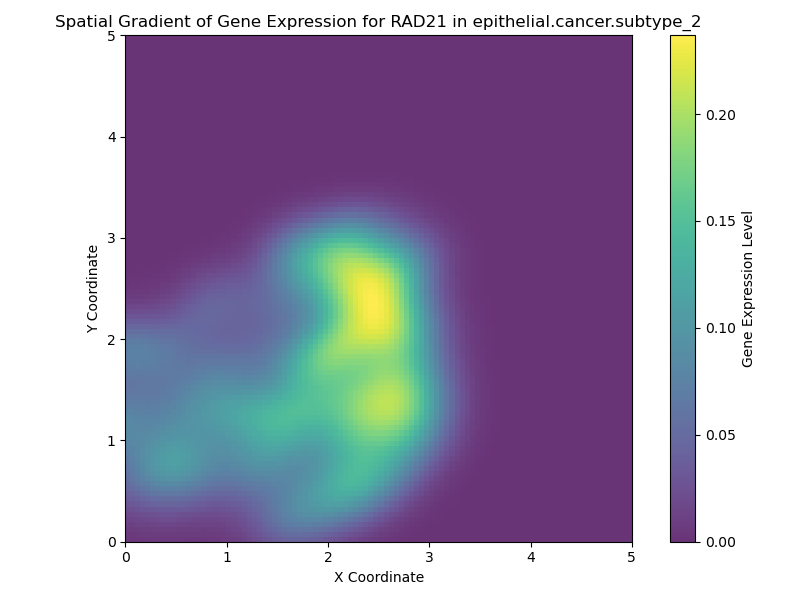 Spatial Gradient of Gene Expression for RAD21 in epithelial.cancer.subtype_2
5
4
3
2
1
0
Y Coordinate
0 1 2 3 4 5
X Coordinate
0.20
0.15
0.10
0.05
0.00
Gene Expression Level